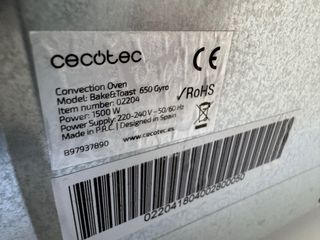 cecotec
CE
Convection Oven
Model: Bake&Toast 650 Gyro
Item number: 02204
Power: 1500 W
Power Supply: 220-240 V ~ 50/60 Hz
Made in P.R.C. | Designed in Spain
✓RoHS
www.cecotec.es
B97937890
022041804002800050